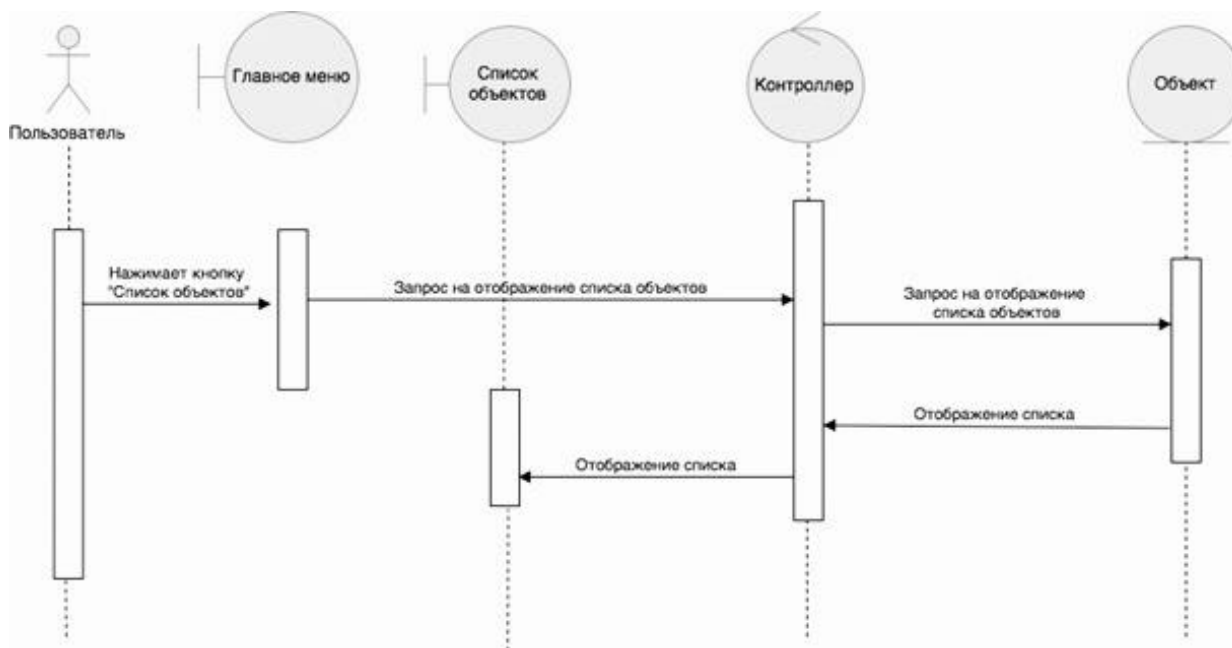 Пользователь
Главное меню
Список
объектов
Контроллер
Объект
Нажимает кнопку
"Список объектов"
Запрос на отображение списка объектов
Запрос на отображение
списка объектов
Отображение списка
Отображение списка